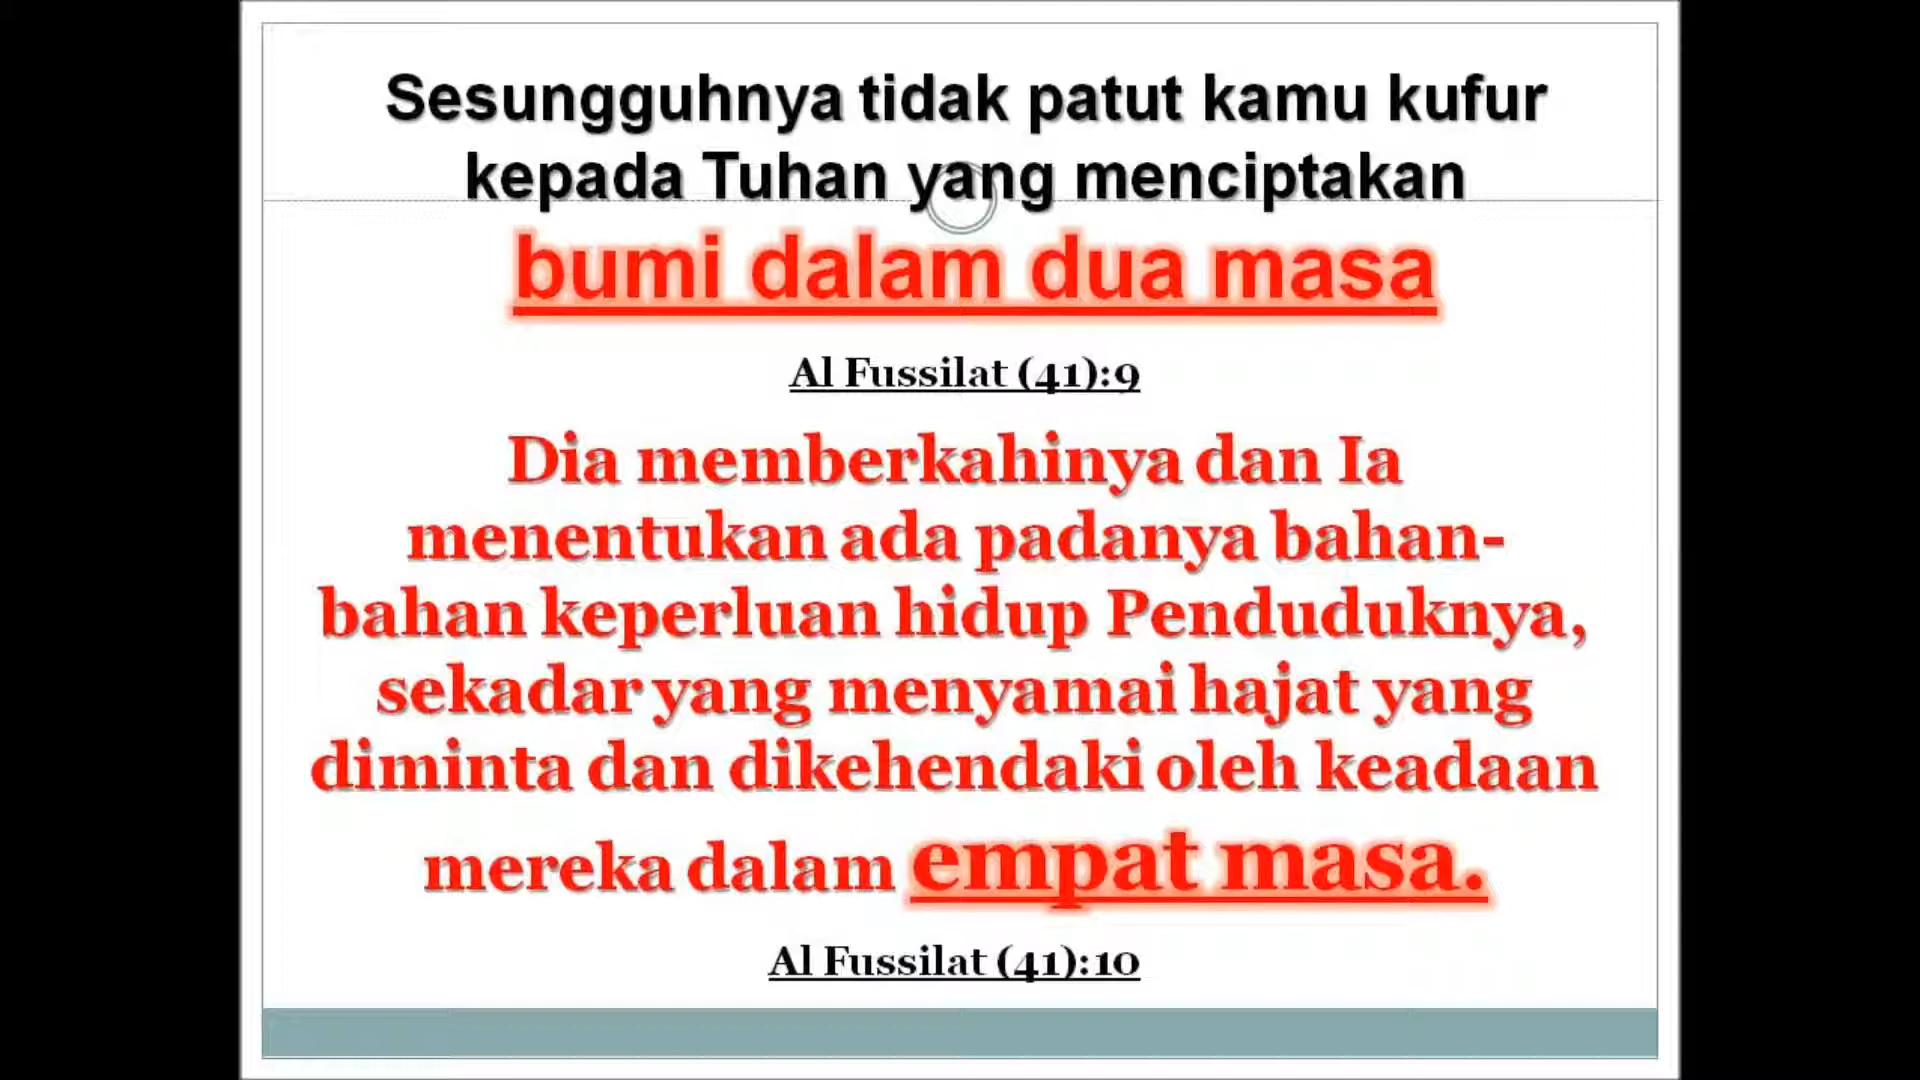 Sesungguhnya tidak patut kamu kufur
kepada Tuhan yang menciptakan
bumi dalam dua masa
Al Fussilat (41):9
Dia memberkahinya dan Ia
menentukan ada padanya bahan-
bahan keperluan hidup Penduduknya,
sekadar yang menyamai hajat yang
diminta dan dikehendaki oleh keadaan
mereka dalam empat masa.
Al Fussilat (41):10